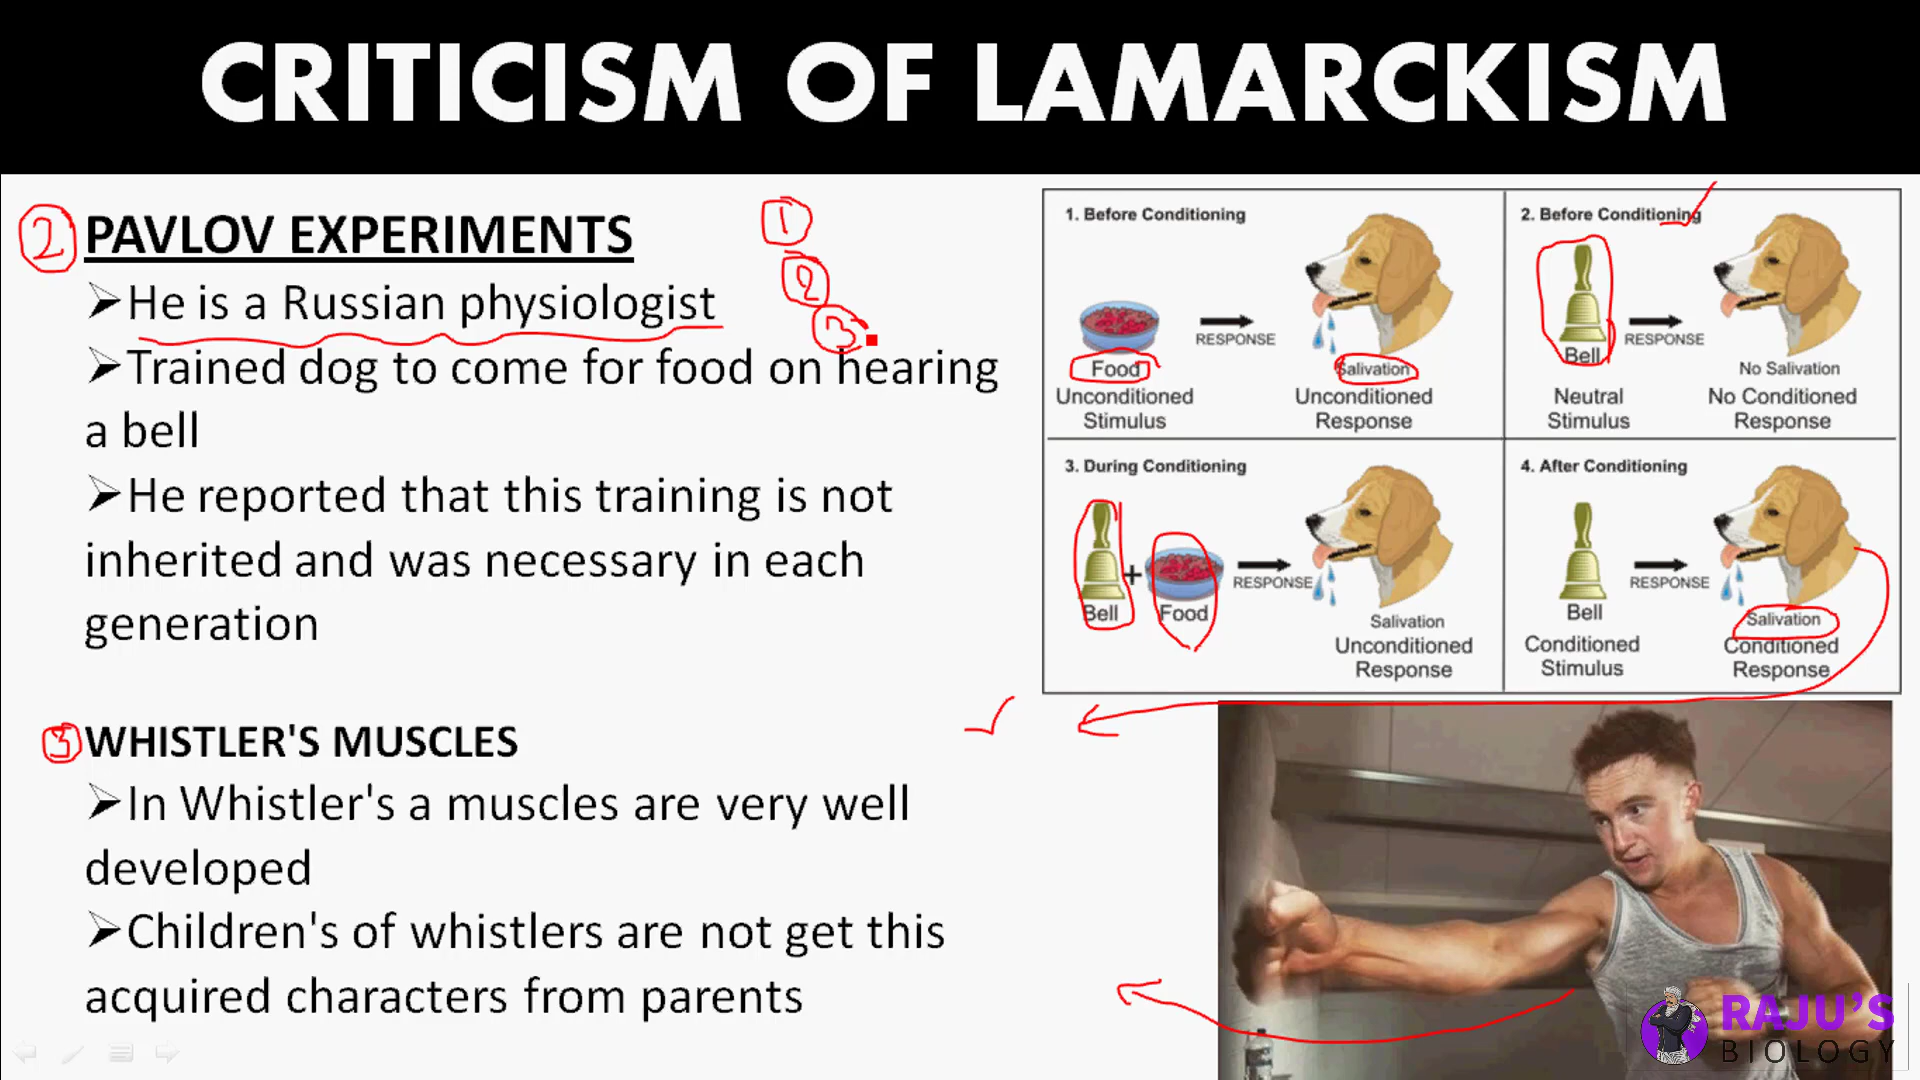 CRITICISM OF LAMARCKISM
2 PAVLOV EXPERIMENTS
➢He is a Russian physiologist
➢Trained dog to come for food on hearing
a bell
➢He reported that this training is not
inherited and was necessary in each
generation
1
2
3
3 WHISTLER'S MUSCLES
➢In Whistler's a muscles are very well
developed
➢Children's of whistlers are not get this
acquired characters from parents
1. Before Conditioning
RESPONSE
Food
Salivation
Unconditioned
Stimulus
Unconditioned
Response
2. Before Conditioning
RESPONSE
Bell
No Salivation
Neutral
Stimulus
No Conditioned
Response
3. During Conditioning
+
RESPONSE
Bell
Food
Salivation
Unconditioned
Response
4. After Conditioning
RESPONSE
Bell
Salivation
Conditioned
Stimulus
Conditioned
Response
RAJU'S
BIOLOGY